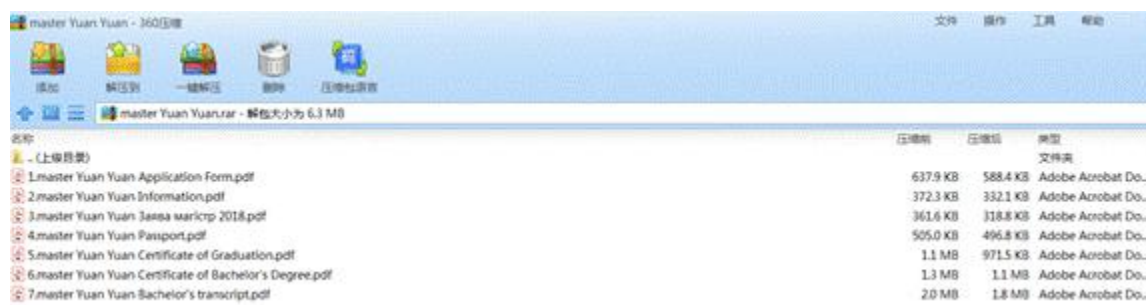 master Yuan Yuan - 360压缩 文件 操作 工具 帮助
添加 解压到 一键解压 删除 压缩包语言
master Yuan Yuan.rar - 解包大小为 6.3 MB
名称 压缩前 压缩后 类型
.. (上级目录) 文件夹
1.master Yuan Yuan Application Form.pdf 637.9 KB 588.4 KB Adobe Acrobat Do..
2.master Yuan Yuan Information.pdf 372.3 KB 332.1 KB Adobe Acrobat Do..
3.master Yuan Yuan Заява магістр 2018.pdf 361.6 KB 318.8 KB Adobe Acrobat Do..
4.master Yuan Yuan Passport.pdf 505.0 KB 496.8 KB Adobe Acrobat Do..
5.master Yuan Yuan Certificate of Graduation.pdf 1.1 MB 971.5 KB Adobe Acrobat Do..
6.master Yuan Yuan Certificate of Bachelor's Degree.pdf 1.3 MB 1.1 MB Adobe Acrobat Do..
7.master Yuan Yuan Bachelor's transcript.pdf 2.0 MB 1.8 MB Adobe Acrobat Do..